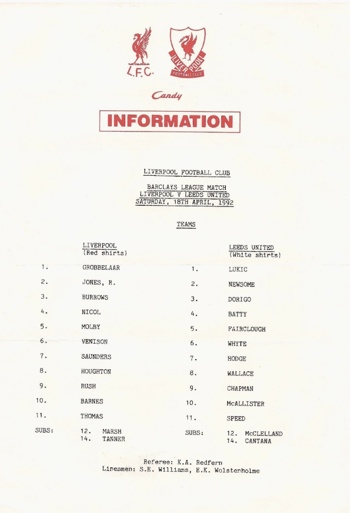 L.F.C.
LIVERPOOL
FOOTBALL CLUB
Candy
INFORMATION
LIVERPOOL FOOTBALL CLUB
BARCLAYS LEAGUE MATCH
LIVERPOOL V LEEDS UNITED
SATURDAY, 18TH APRIL, 1992
TEAMS
LIVERPOOL LEEDS UNITED
(Red shirts) (White shirts)
1. GROBBELAAR 1. LUKIC
2. JONES, R. 2. NEWSOME
3. BURROWS 3. DORIGO
4. NICOL 4. BATTY
5. MOLBY 5. FAIRCLOUGH
6. VENISON 6. WHYTE
7. SAUNDERS 7. HODGE
8. HOUGHTON 8. WALLACE
9. RUSH 9. CHAPMAN
10. BARNES 10. McALLISTER
11. THOMAS 11. SPEED
SUBS: 12. MARSH SUBS: 12. McCLELLAND
14. TANNER 14. CANTANA
Referee: K.A. Redfern
Linesmen: S.E. Williams, H.K. Wolstenholme